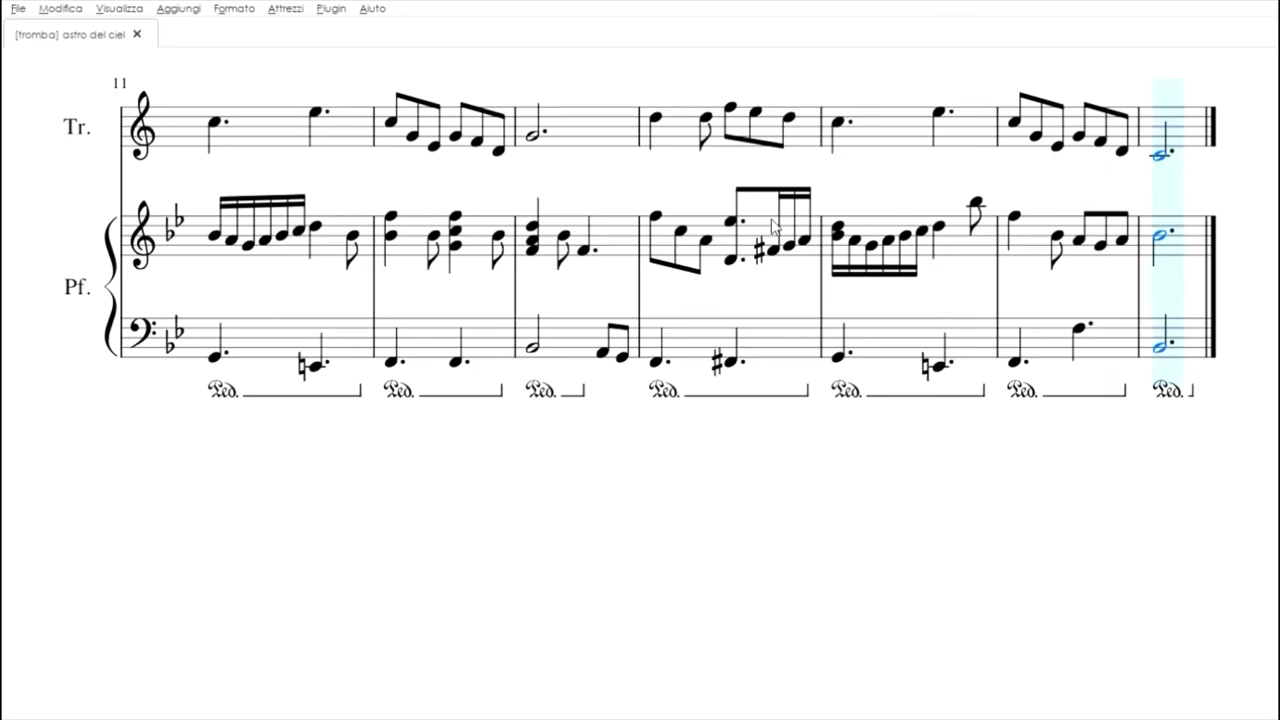 File Modifica Visualizza Aggiungi Formato Attrezzi Plugin Aiuto
[tromba] astro del ciel ×
11
Tr.
Pf.
Ped. Ped. Ped. Ped. Ped. Ped. Ped.